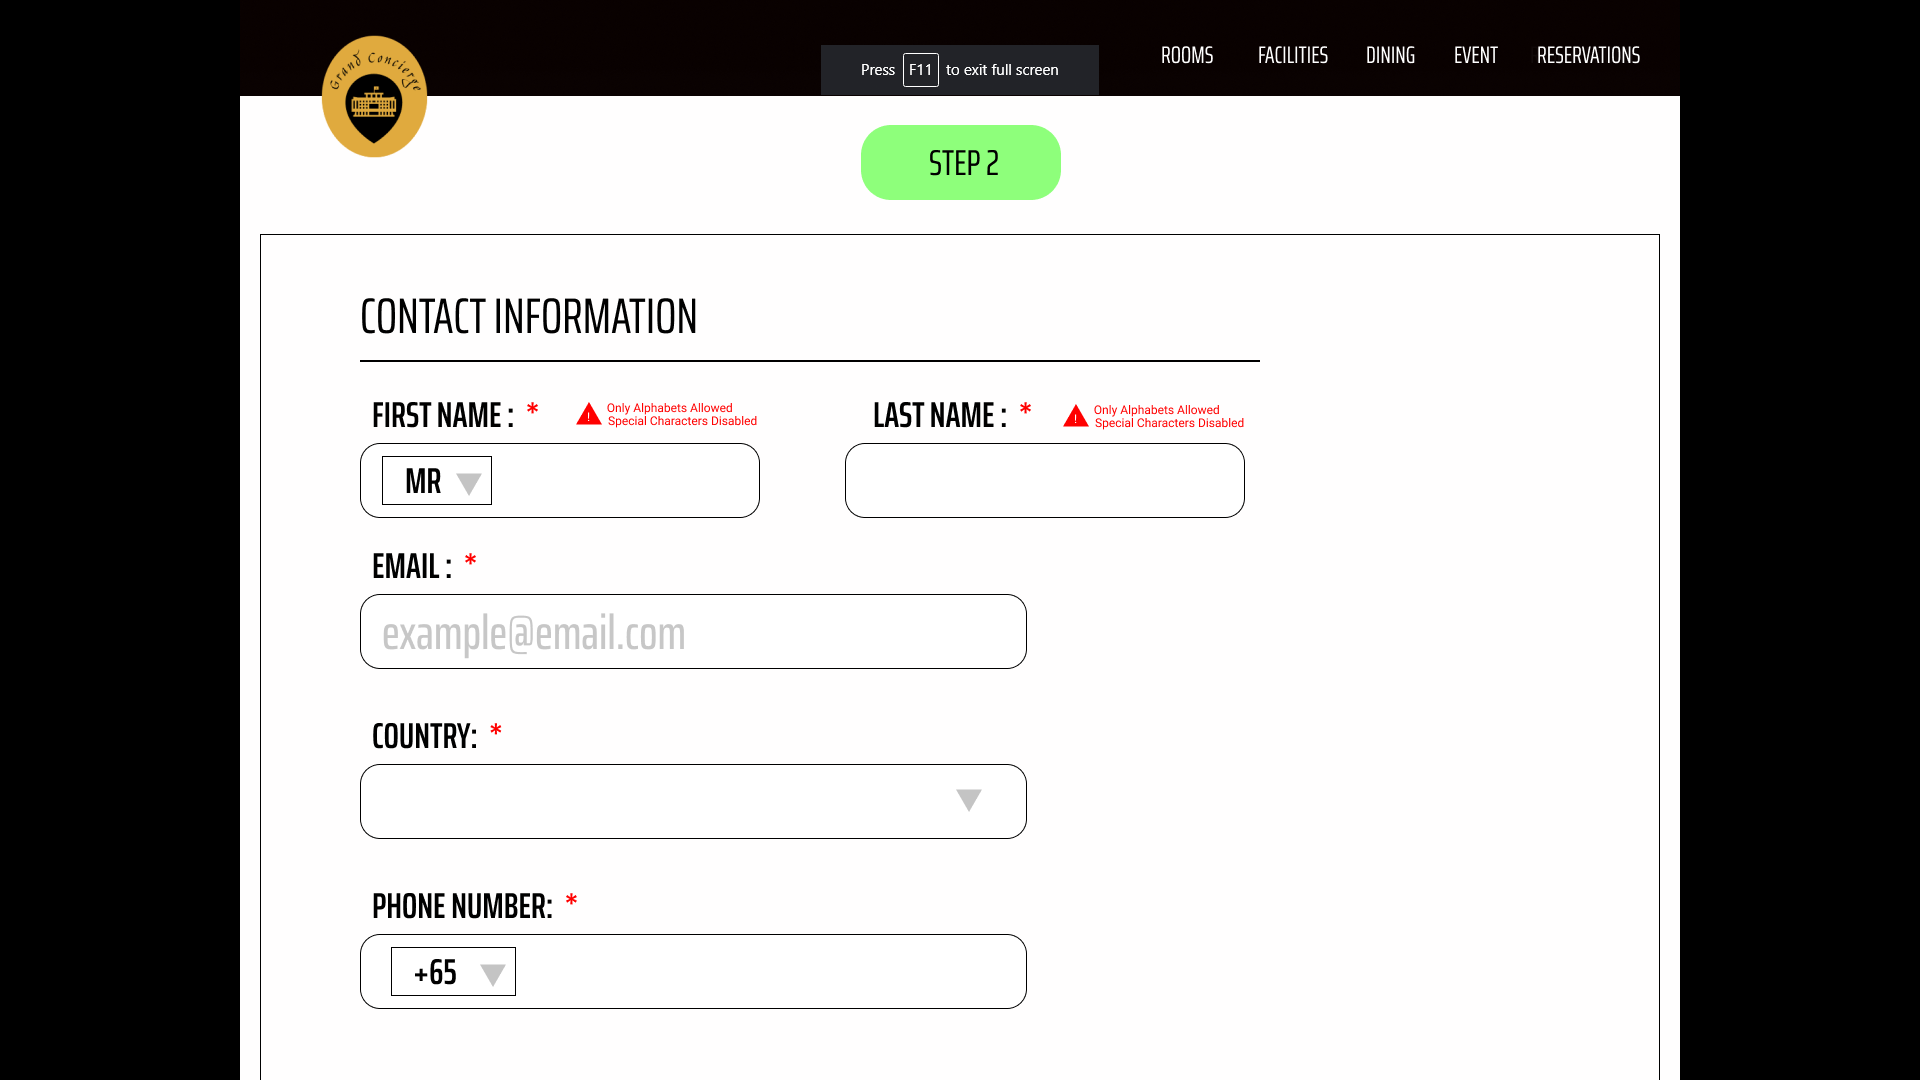 Grand Concierge
Press F11 to exit full screen
ROOMS FACILITIES DINING EVENT RESERVATIONS
STEP 2
CONTACT INFORMATION
FIRST NAME : *
! Only Alphabets Allowed
Special Characters Disabled
LAST NAME : *
! Only Alphabets Allowed
Special Characters Disabled
MR
EMAIL : *
example@email.com
COUNTRY: *
PHONE NUMBER: *
+65